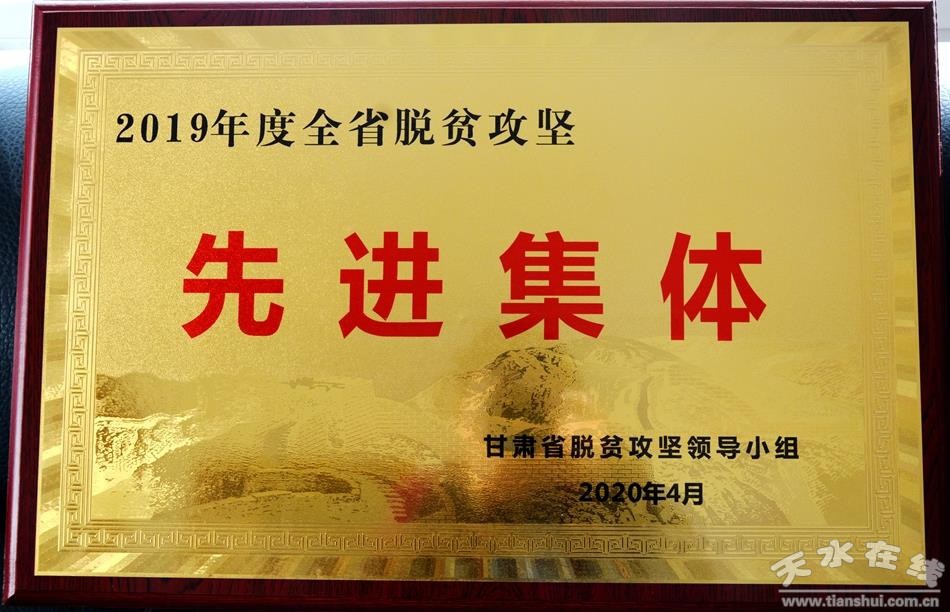 2019年度全省脱贫攻坚
先进集体
甘肃省脱贫攻坚领导小组
2020年4月
天水在线
www.tianshui.com.cn